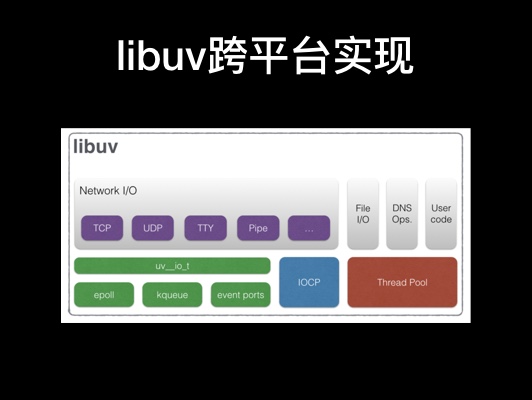 libuv跨平台实现
libuv
Network I/O
TCP
UDP
TTY
Pipe
...
File
I/O
DNS
Ops.
User
code
uv__io_t
epoll
kqueue
event ports
IOCP
Thread Pool